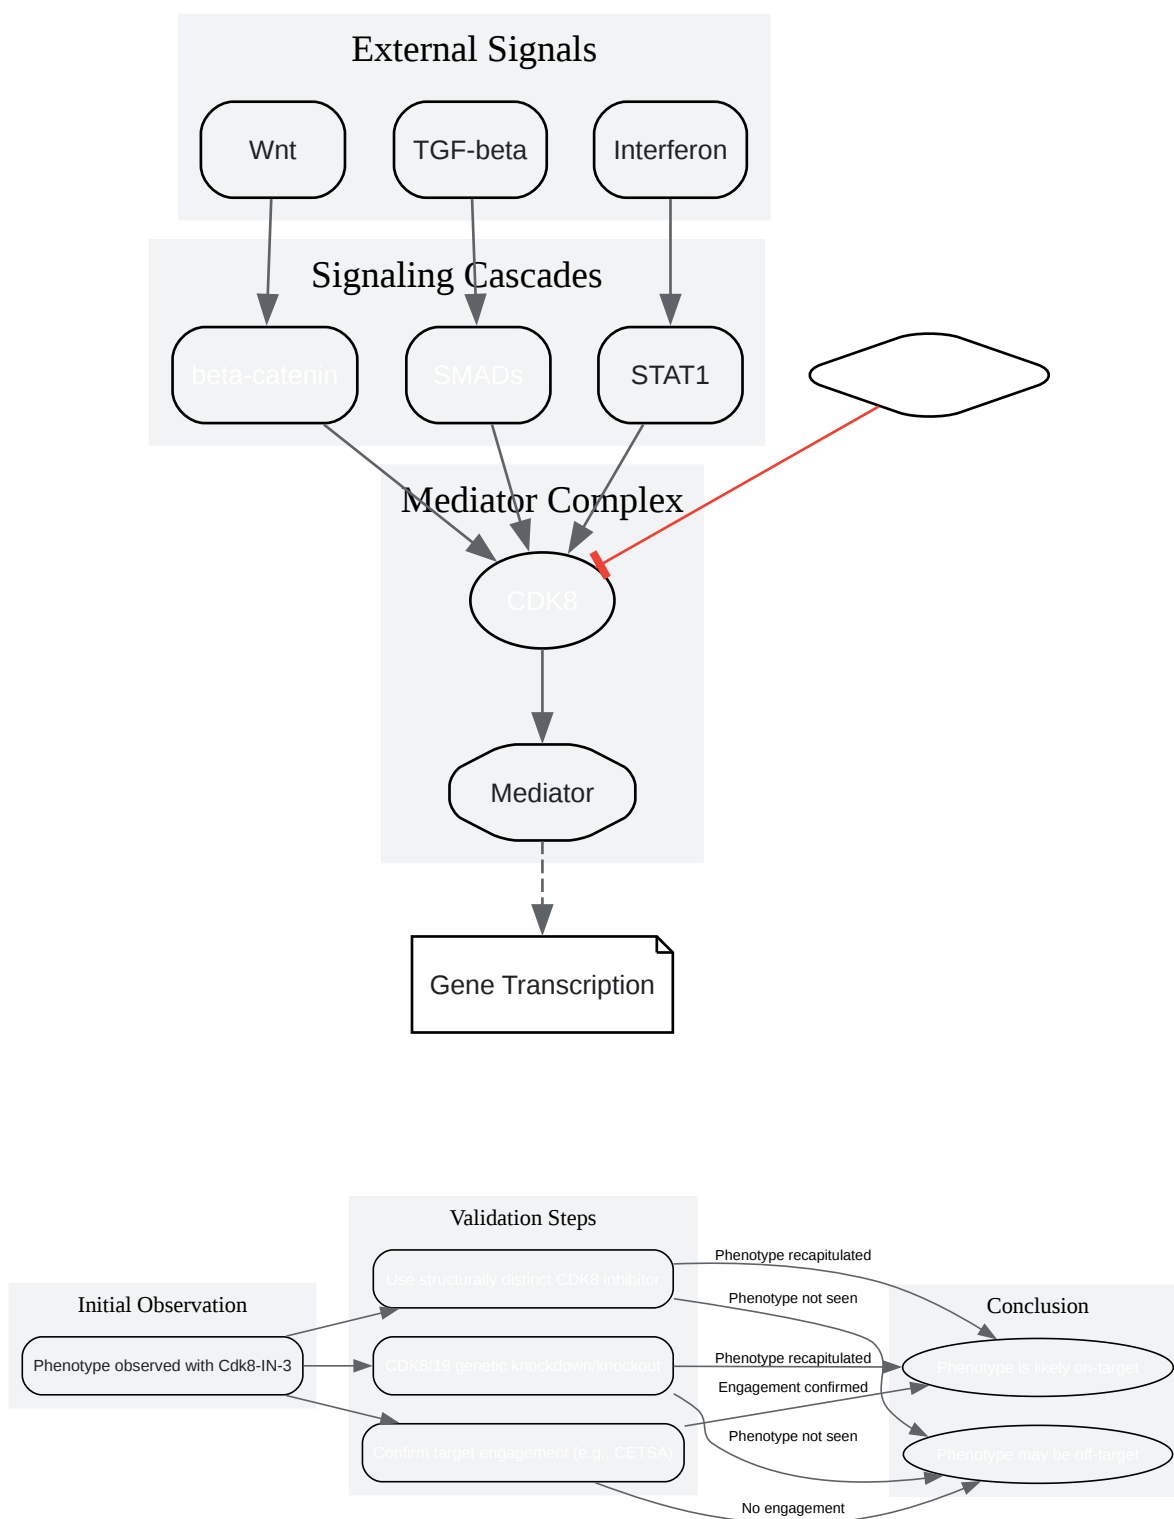 External Signals
Wnt
TGF-beta
Interferon
Signaling Cascades
beta-catenin
SMADs
STAT1
Mediator Complex
CDK8
Mediator
Gene Transcription
Validation Steps
Use structurally distinct CDK8 inhibitor
Phenotype recapitulated
Phenotype not seen
Initial Observation
Conclusion
Phenotype observed with Cdk8-IN-3
CDK8/19 genetic knockdown/knockout
Phenotype recapitulated
Phenotype is likely on-target
Engagement confirmed
Phenotype not seen
Confirm target engagement (e.g., CETSA)
Phenotype may be off-target
No engagement